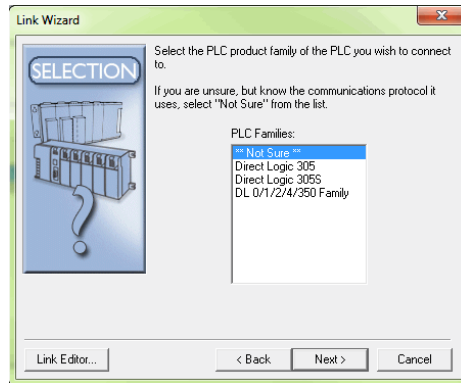 Link Wizard
SELECTION
Select the PLC product family of the PLC you wish to connect
to.
If you are unsure, but know the communications protocol it
uses, select "Not Sure" from the list.
PLC Families:
** Not Sure **
Direct Logic 305
Direct Logic 305S
DL 0/1/2/4/350 Family
Link Editor...
< Back
Next >
Cancel